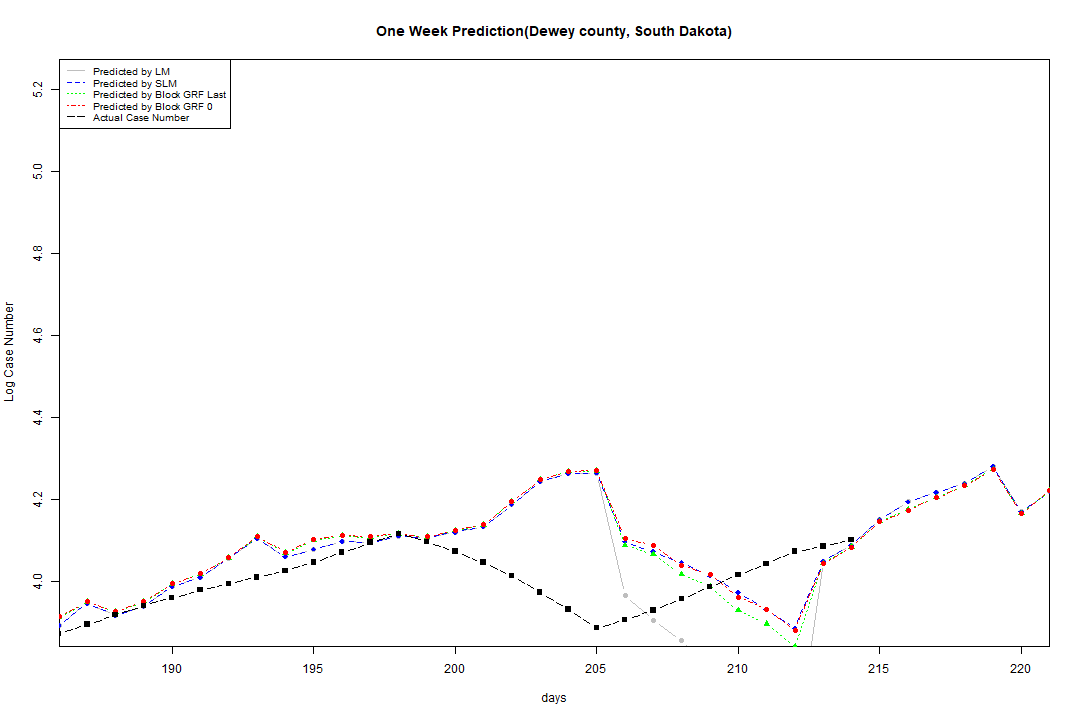 One Week Prediction(Dewey county, South Dakota)
Predicted by LM
Predicted by SLM
Predicted by Block GRF Last
Predicted by Block GRF 0
Actual Case Number
5.2
5.0
4.8
4.6
4.4
4.2
4.0
Log Case Number
190 195 200 205 210 215 220
days